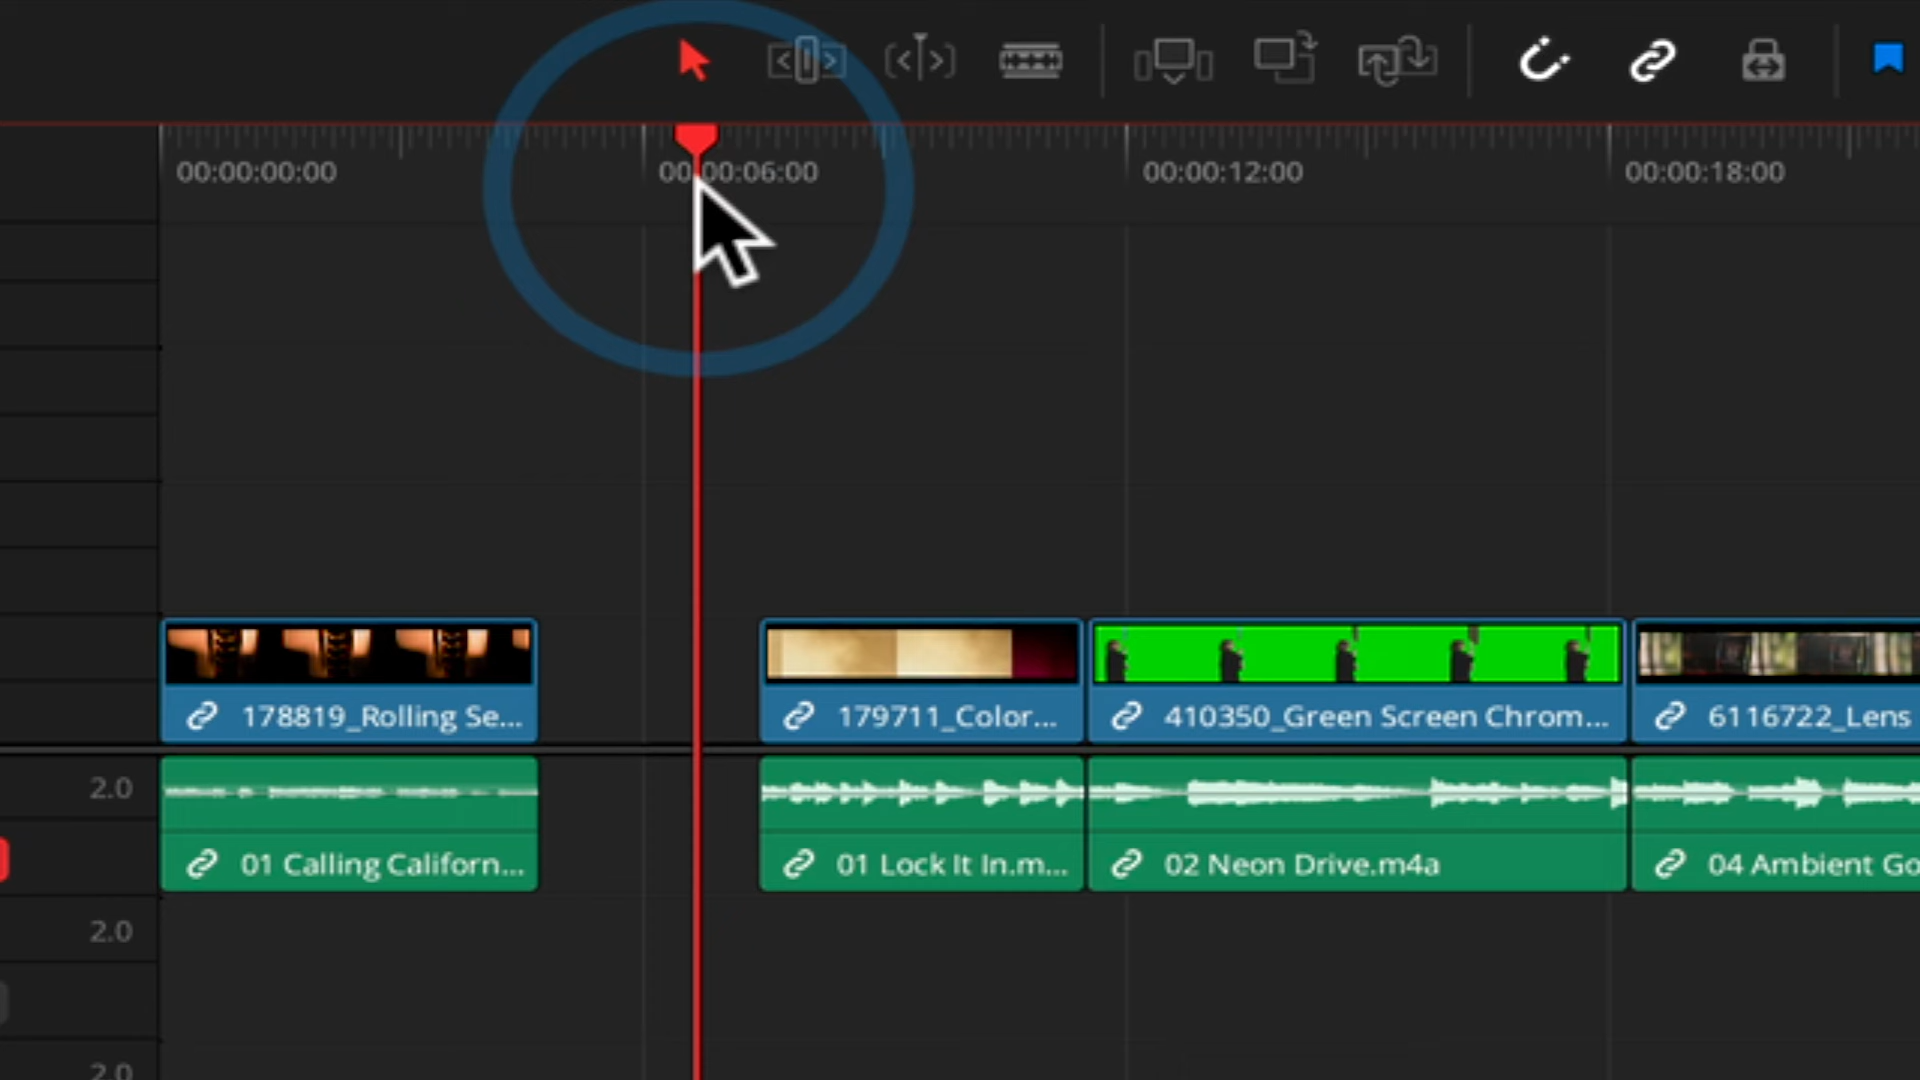 00:00:00:00 00:00:06:00 00:00:12:00 00:00:18:00
178819_Rolling Se... 179711_Color... 410350_Green Screen Chrom... 6116722_Lens
2.0
01 Calling Californ... 01 Lock It In.m... 02 Neon Drive.m4a 04 Ambient Go
2.0
2.0